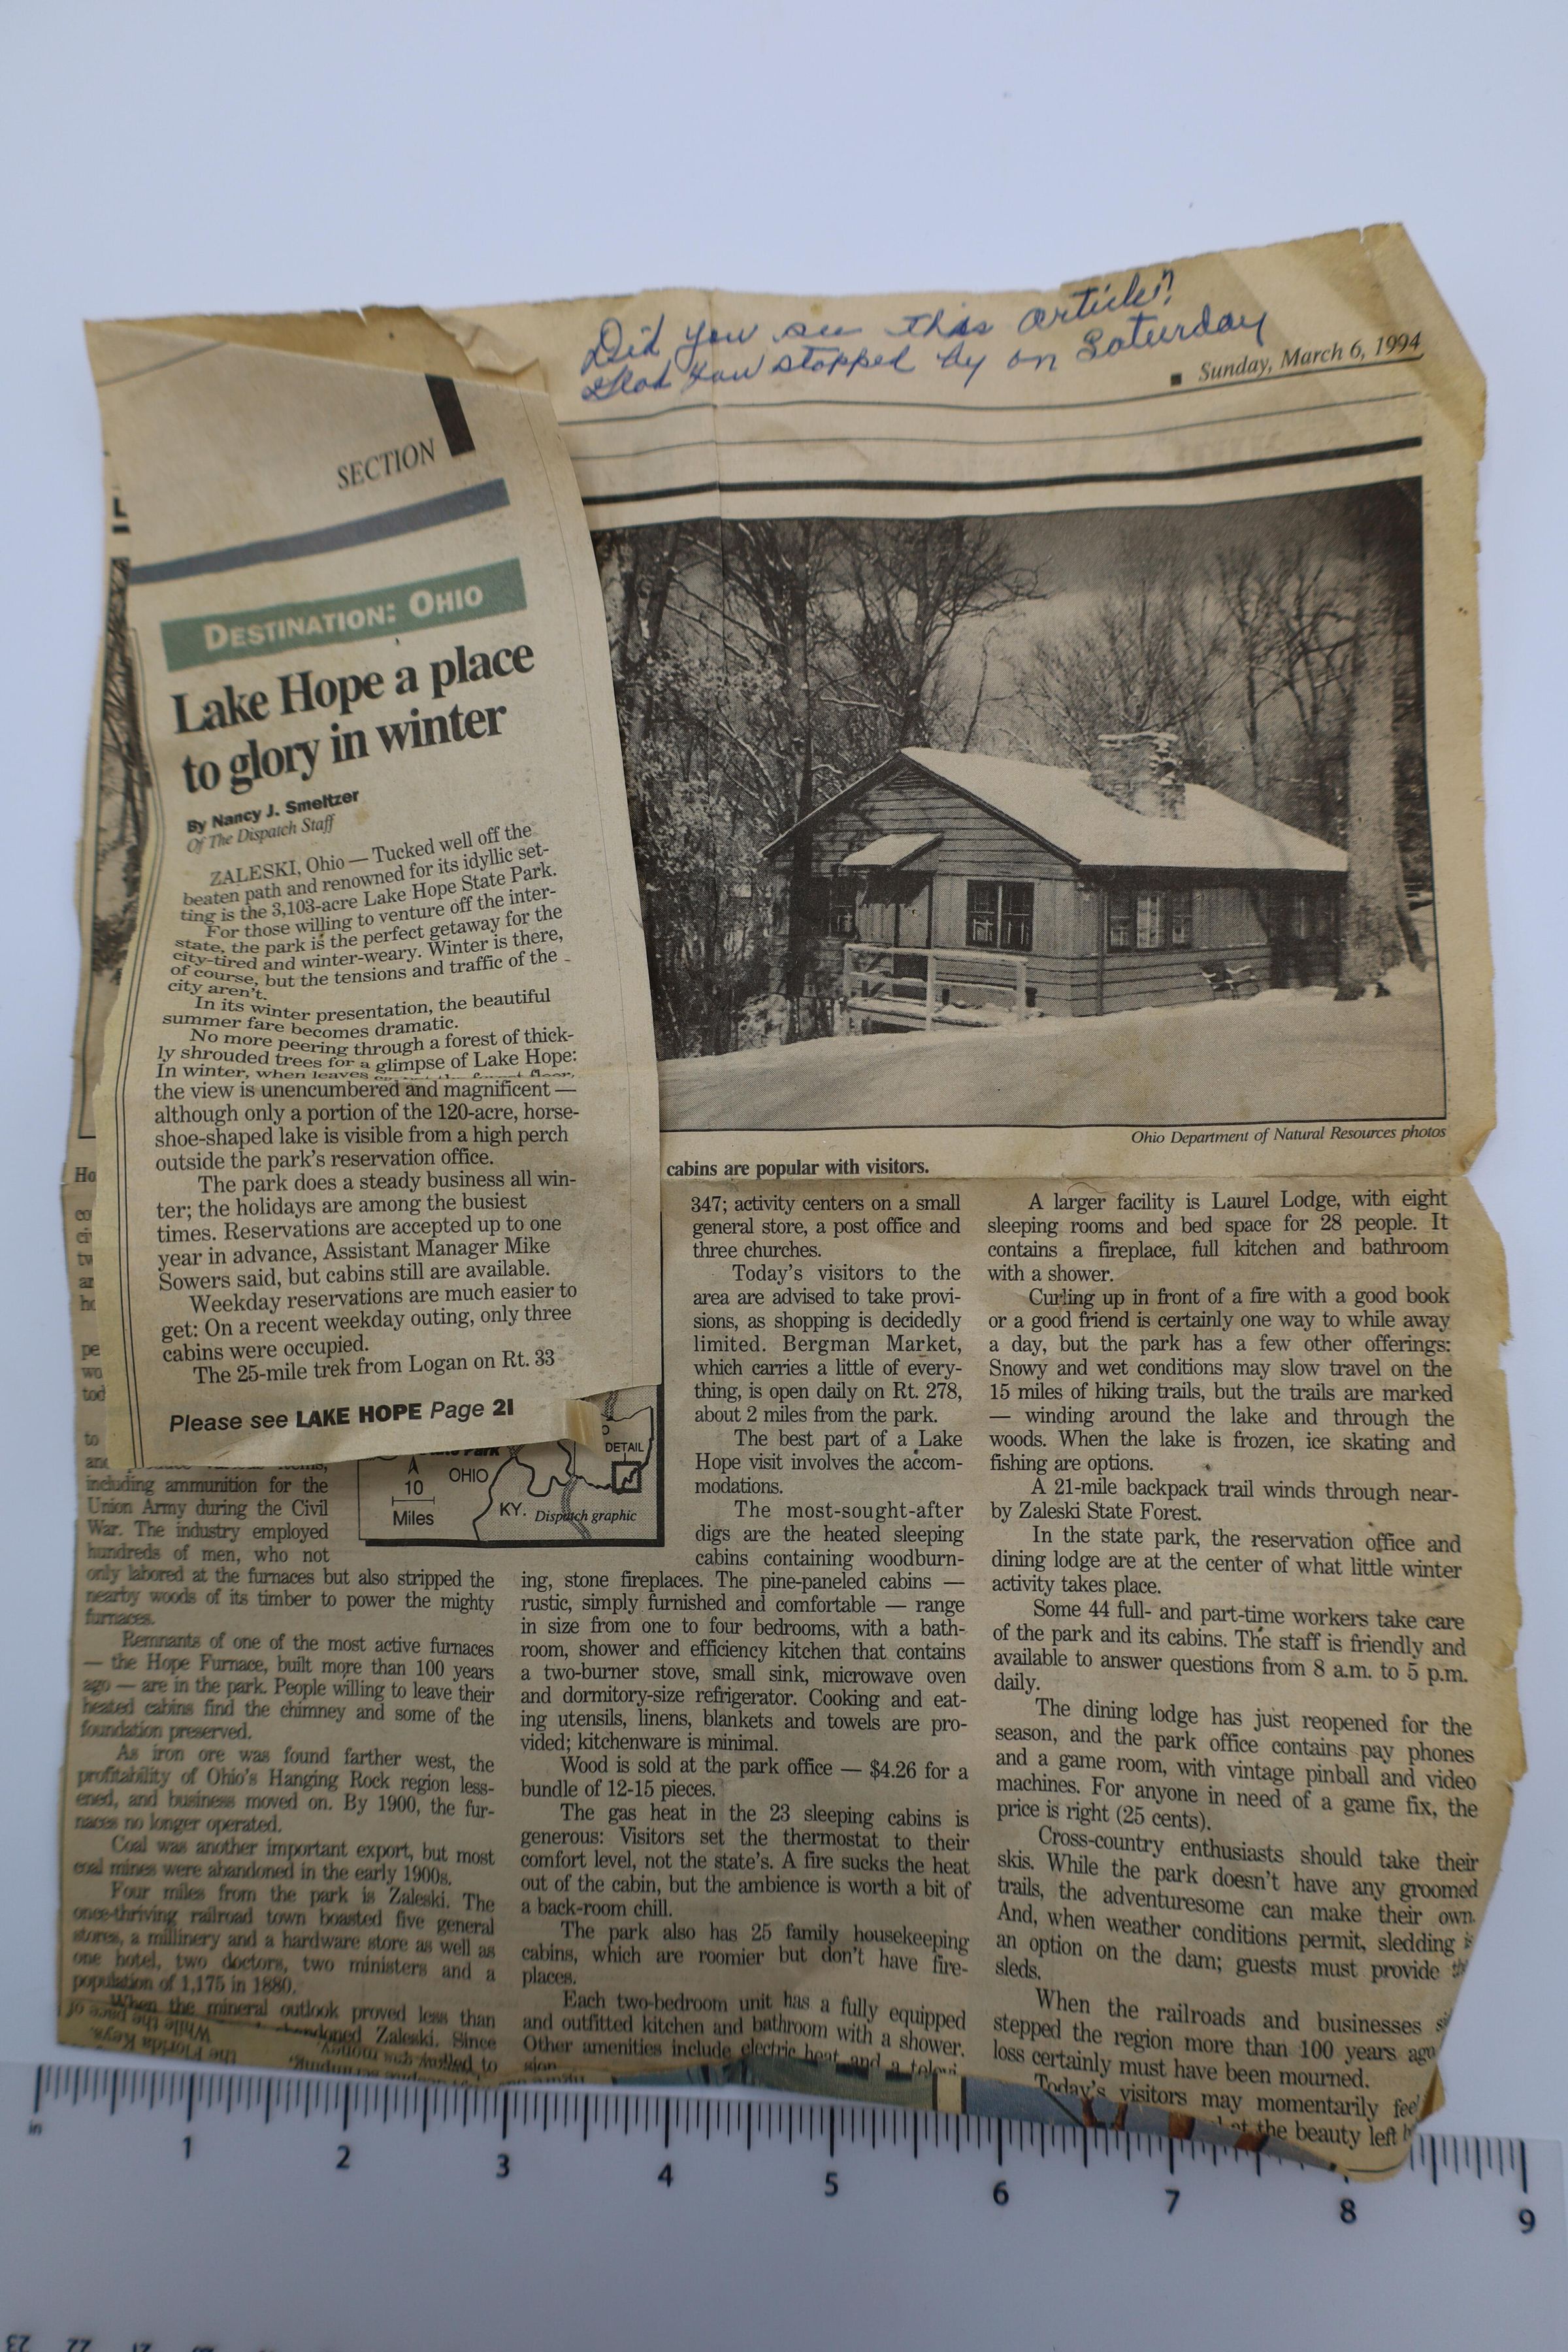 Did you see this article?
Glad you stopped by on Saturday
■ Sunday, March 6, 1994
SECTION
DESTINATION: OHIO
Lake Hope a place
to glory in winter
By Nancy J. Smeltzer
Of The Dispatch Staff
ZALESKI, Ohio — Tucked well off the
beaten path and renowned for its idyllic set-
ting is the 3,103-acre Lake Hope State Park.
For those willing to venture off the inter-
state, the park is the perfect getaway for the
city-tired and winter-weary. Winter is there,
of course, but the tensions and traffic of the
city aren't.
In its winter presentation, the beautiful
summer fare becomes dramatic.
No more peering through a forest of thick-
ly shrouded trees for a glimpse of Lake Hope:
In winter, when leaves
the view is unencumbered and magnificent —
although only a portion of the 120-acre, horse-
shoe-shaped lake is visible from a high perch
outside the park's reservation office.
The park does a steady business all win-
ter; the holidays are among the busiest
times. Reservations are accepted up to one
year in advance, Assistant Manager Mike
Sowers said, but cabins still are available.
Weekday reservations are much easier to
get: On a recent weekday outing, only three
cabins were occupied.
The 25-mile trek from Logan on Rt. 33
Please see LAKE HOPE Page 2I
Ohio Department of Natural Resources photos
cabins are popular with visitors.
Ho
pe
wo
tod
to
DETAIL
OHIO
10
Miles
KY.
Dispatch graphic
including ammunition for the
Union Army during the Civil
War. The industry employed
hundreds of men, who not
only labored at the furnaces but also stripped the
nearby woods of its timber to power the mighty
furnaces.
Remnants of one of the most active furnaces
— the Hope Furnace, built more than 100 years
ago — are in the park. People willing to leave their
heated cabins find the chimney and some of the
foundation preserved.
As iron ore was found farther west, the
profitability of Ohio's Hanging Rock region less-
ened, and business moved on. By 1900, the fur-
naces no longer operated.
Coal was another important export, but most
coal mines were abandoned in the early 1900s.
Four miles from the park is Zaleski. The
once-thriving railroad town boasted five general
stores, a millinery and a hardware store as well as
one hotel, two doctors, two ministers and a
population of 1,175 in 1880.
When the mineral outlook proved less than
Zaleski. Since
347; activity centers on a small
general store, a post office and
three churches.
Today's visitors to the
area are advised to take provi-
sions, as shopping is decidedly
limited. Bergman Market,
which carries a little of every-
thing, is open daily on Rt. 278,
about 2 miles from the park.
The best part of a Lake
Hope visit involves the accom-
modations.
The most-sought-after
digs are the heated sleeping
cabins containing woodburn-
ing, stone fireplaces. The pine-paneled cabins —
rustic, simply furnished and comfortable — range
in size from one to four bedrooms, with a bath-
room, shower and efficiency kitchen that contains
a two-burner stove, small sink, microwave oven
and dormitory-size refrigerator. Cooking and eat-
ing utensils, linens, blankets and towels are pro-
vided; kitchenware is minimal.
Wood is sold at the park office — $4.26 for a
bundle of 12-15 pieces.
The gas heat in the 23 sleeping cabins is
generous: Visitors set the thermostat to their
comfort level, not the state's. A fire sucks the heat
out of the cabin, but the ambience is worth a bit of
a back-room chill.
The park also has 25 family housekeeping
cabins, which are roomier but don't have fire-
places.
Each two-bedroom unit has a fully equipped
and outfitted kitchen and bathroom with a shower.
Other amenities include electric heat and a televi-
sion.
A larger facility is Laurel Lodge, with eight
sleeping rooms and bed space for 28 people. It
contains a fireplace, full kitchen and bathroom
with a shower.
Curling up in front of a fire with a good book
or a good friend is certainly one way to while away
a day, but the park has a few other offerings:
Snowy and wet conditions may slow travel on the
15 miles of hiking trails, but the trails are marked
— winding around the lake and through the
woods. When the lake is frozen, ice skating and
fishing are options.
A 21-mile backpack trail winds through near-
by Zaleski State Forest.
In the state park, the reservation office and
dining lodge are at the center of what little winter
activity takes place.
Some 44 full- and part-time workers take care
of the park and its cabins. The staff is friendly and
available to answer questions from 8 a.m. to 5 p.m.
daily.
The dining lodge has just reopened for the
season, and the park office contains pay phones
and a game room, with vintage pinball and video
machines. For anyone in need of a game fix, the
price is right (25 cents).
Cross-country enthusiasts should take their
skis. While the park doesn't have any groomed
trails, the adventuresome can make their own.
And, when weather conditions permit, sledding
an option on the dam; guests must provide
sleds.
When the railroads and businesses
stepped the region more than 100 years ago
loss certainly must have been mourned.
Today's visitors may momentarily feel
the beauty left
While the pace of
the Florida Keys,
in
1 2 3 4 5 6 7 8 9
23 22 21